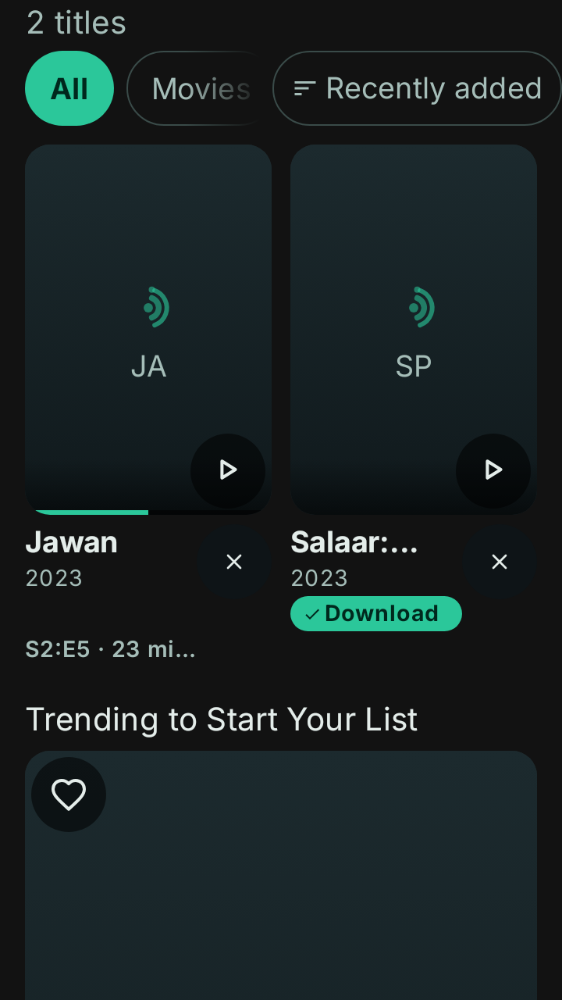 2 titles
All
Movies
Recently added
JA
SP
Jawan
2023
S2:E5 · 23 mi...
Salaar:...
2023
Download
Trending to Start Your List